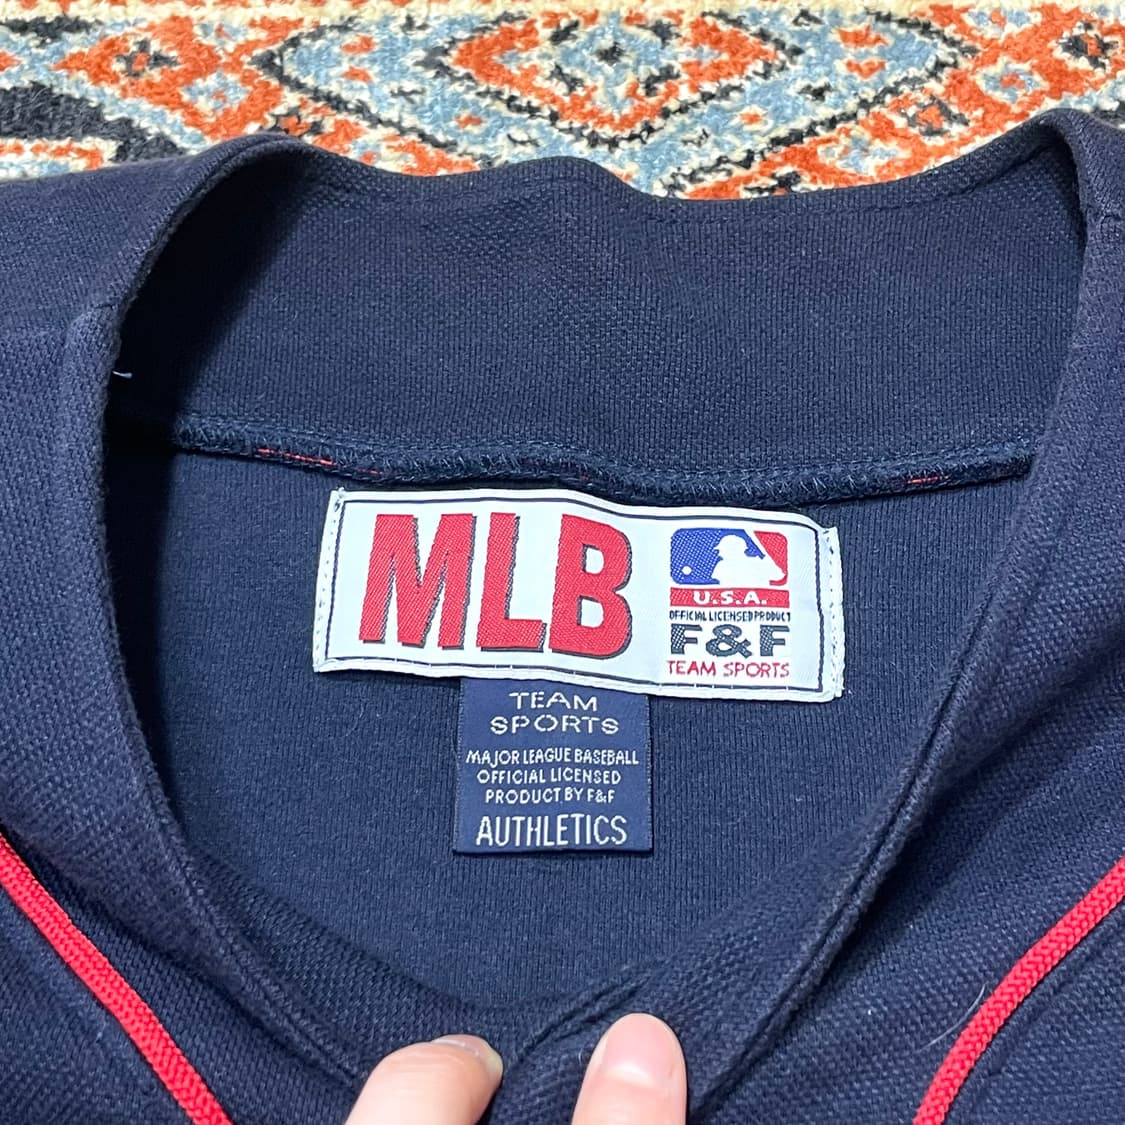 MLB
U.S.A.
OFFICIAL LICENSED PRODUCT
F&F
TEAM SPORTS
TEAM
SPORTS
MAJOR LEAGUE BASEBALL
OFFICIAL LICENSED
PRODUCT BY F&F
AUTHLETICS